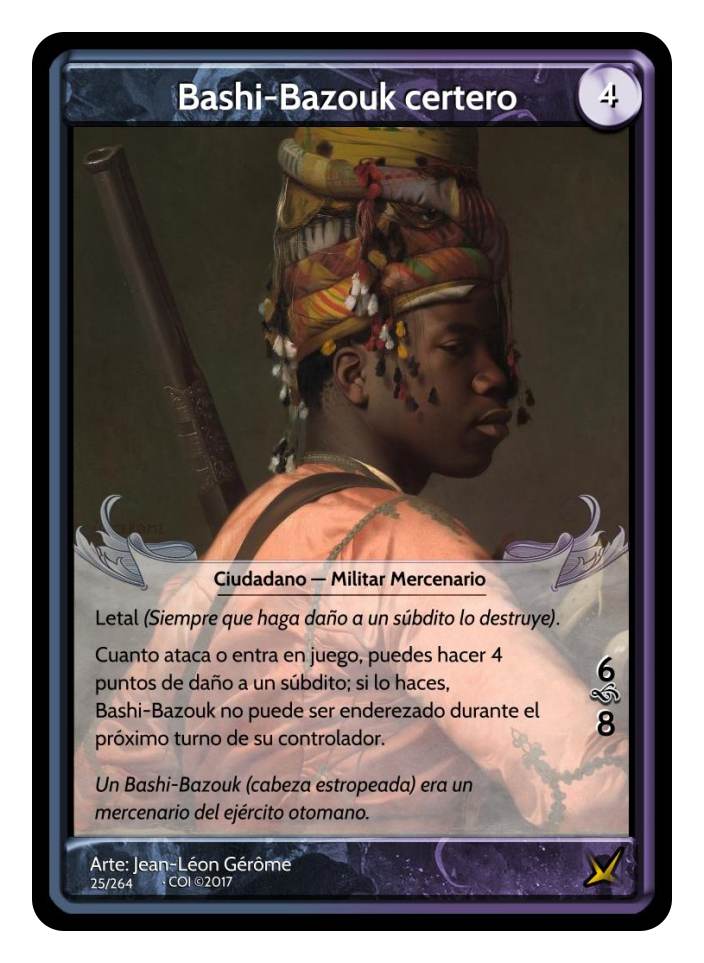 Bashi-Bazouk certero
4
Ciudadano — Militar Mercenario
Letal (Siempre que haga daño a un súbdito lo destruye).
Cuanto ataca o entra en juego, puedes hacer 4
puntos de daño a un súbdito; si lo haces,
Bashi-Bazouk no puede ser enderezado durante el
próximo turno de su controlador.
6
8
Un Bashi-Bazouk (cabeza estropeada) era un
mercenario del ejército otomano.
Arte: Jean-Léon Gérôme
25/264 · COI ©2017